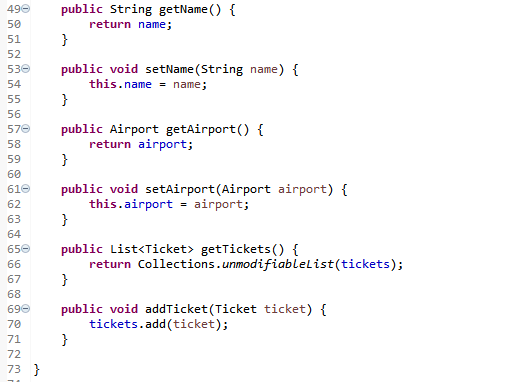 49 public String getName() {
50 return name;
51 }
52
53 public void setName(String name) {
54 this.name = name;
55 }
56
57 public Airport getAirport() {
58 return airport;
59 }
60
61 public void setAirport(Airport airport) {
62 this.airport = airport;
63 }
64
65 public List<Ticket> getTickets() {
66 return Collections.unmodifiableList(tickets);
67 }
68
69 public void addTicket(Ticket ticket) {
70 tickets.add(ticket);
71 }
72
73 }